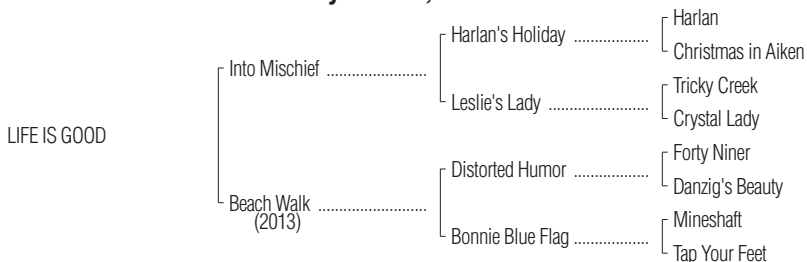 Harlan
Harlan's Holiday ....................
Christmas in Aiken
Into Mischief ...........................
Tricky Creek
Leslie's Lady ...........................
Crystal Lady
LIFE IS GOOD
Forty Niner
Distorted Humor ....................
Danzig's Beauty
Beach Walk .............................
(2013)
Mineshaft
Bonnie Blue Flag ....................
Tap Your Feet